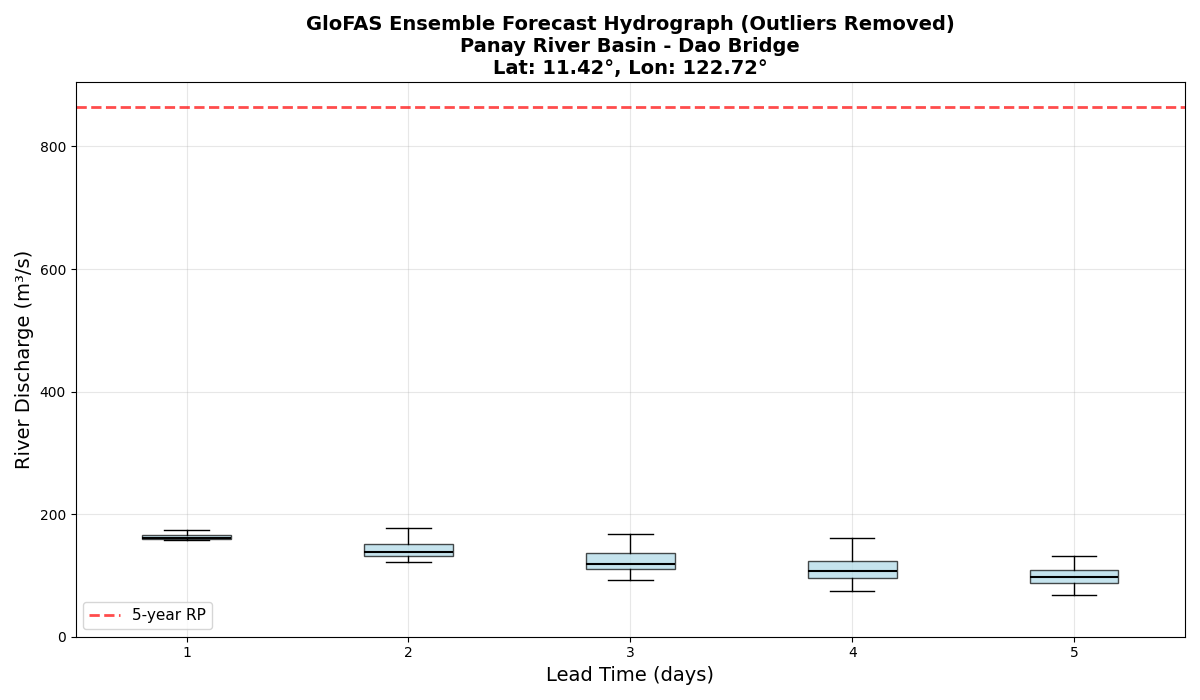 GloFAS Ensemble Forecast Hydrograph (Outliers Removed)
Panay River Basin - Dao Bridge
Lat: 11.42°, Lon: 122.72°
River Discharge (m³/s)
800
600
400
200
0
5-year RP
1 2 3 4 5
Lead Time (days)